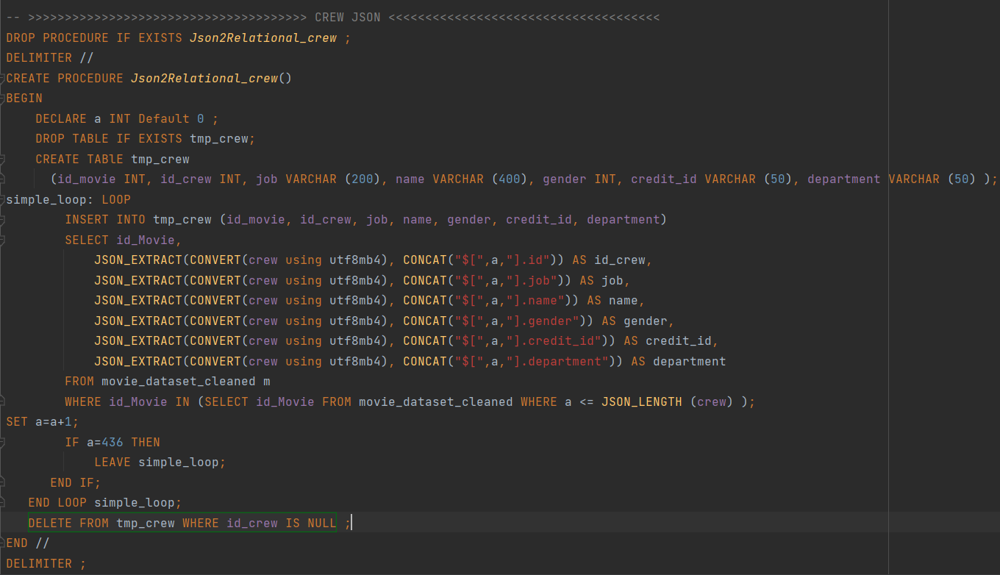 -- >>>>>>>>>>>>>>>>>>>>>>>>>>>>>>>>>>>>>> CREW JSON <<<<<<<<<<<<<<<<<<<<<<<<<<<<<<<<<<<<<
DROP PROCEDURE IF EXISTS Json2Relational_crew ;
DELIMITER //
CREATE PROCEDURE Json2Relational_crew()
BEGIN
    DECLARE a INT Default 0 ;
    DROP TABLE IF EXISTS tmp_crew;
    CREATE TABLE tmp_crew
      (id_movie INT, id_crew INT, job VARCHAR (200), name VARCHAR (400), gender INT, credit_id VARCHAR (50), department VARCHAR (50) );
simple_loop: LOOP
        INSERT INTO tmp_crew (id_movie, id_crew, job, name, gender, credit_id, department)
        SELECT id_Movie,
            JSON_EXTRACT(CONVERT(crew using utf8mb4), CONCAT("$[",a,"].id")) AS id_crew,
            JSON_EXTRACT(CONVERT(crew using utf8mb4), CONCAT("$[",a,"].job")) AS job,
            JSON_EXTRACT(CONVERT(crew using utf8mb4), CONCAT("$[",a,"].name")) AS name,
            JSON_EXTRACT(CONVERT(crew using utf8mb4), CONCAT("$[",a,"].gender")) AS gender,
            JSON_EXTRACT(CONVERT(crew using utf8mb4), CONCAT("$[",a,"].credit_id")) AS credit_id,
            JSON_EXTRACT(CONVERT(crew using utf8mb4), CONCAT("$[",a,"].department")) AS department
        FROM movie_dataset_cleaned m
        WHERE id_Movie IN (SELECT id_Movie FROM movie_dataset_cleaned WHERE a <= JSON_LENGTH (crew) );
SET a=a+1;
        IF a=436 THEN
            LEAVE simple_loop;
      END IF;
   END LOOP simple_loop;
   DELETE FROM tmp_crew WHERE id_crew IS NULL ;
END //
DELIMITER ;